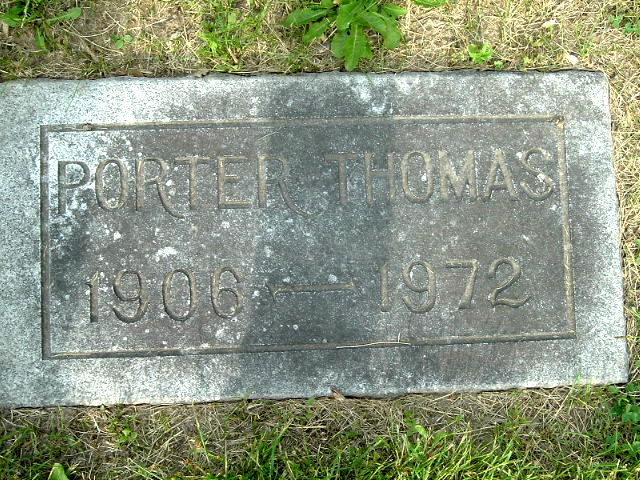 PORTER THOMAS
1906 — 1972